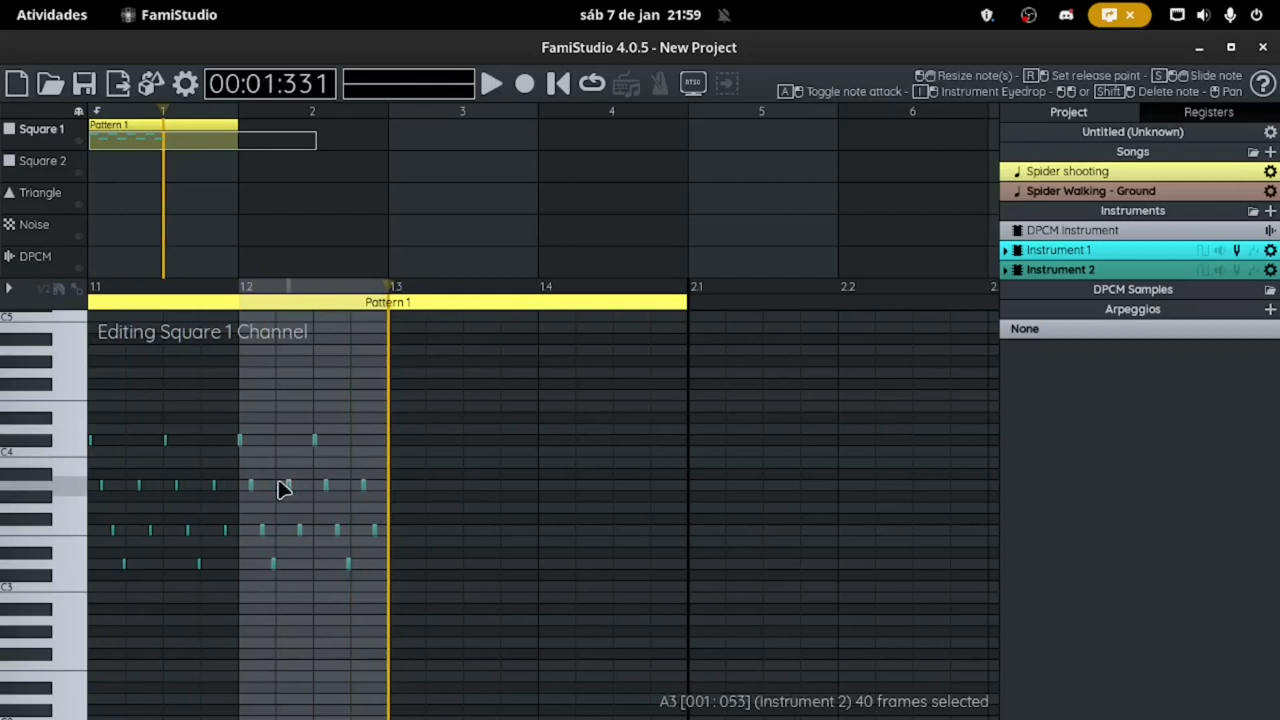 Atividades
FamiStudio
sáb 7 de jan 21:59
FamiStudio 4.0.5 - New Project
00:01:331
NTSC
Resize note(s) - R Set release point - S Slide note
A Toggle note attack - I Instrument Eyedrop - or Shift Delete note - Pan
1 2 3 4 5 6
Project
Registers
Square 1
Pattern 1
Square 2
Triangle
Noise
DPCM
Untitled (Unknown)
Songs
Spider shooting
Spider Walking - Ground
Instruments
DPCM Instrument
Instrument 1
Instrument 2
DPCM Samples
Arpeggios
None
1/2
11 12 13 14 21 22 2
Pattern 1
C5
Editing Square 1 Channel
C4
C3
A3 [001 : 053] (Instrument 2) 40 frames selected